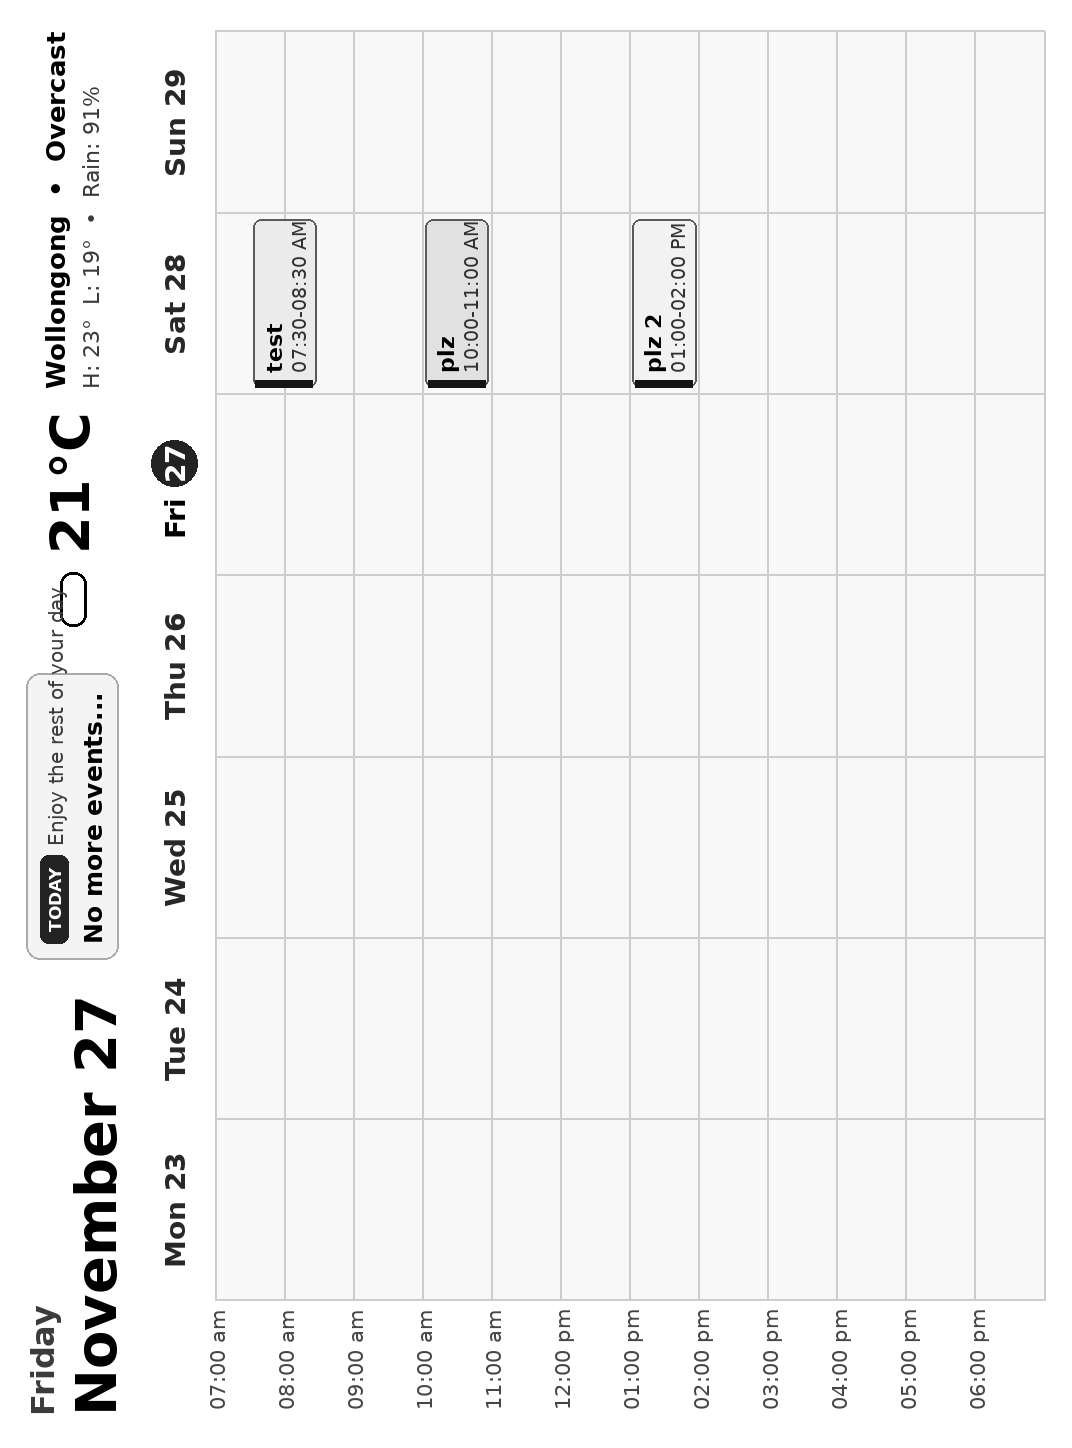 Friday
November 27
TODAY Enjoy the rest of your day
No more events...
21°C
Wollongong • Overcast
H: 23° L: 19° • Rain: 91%
Mon 23 Tue 24 Wed 25 Thu 26 Fri 27 Sat 28 Sun 29
07:00 am
test
07:30-08:30 AM
08:00 am
09:00 am
10:00 am
plz
10:00-11:00 AM
11:00 am
12:00 pm
01:00 pm
plz 2
01:00-02:00 PM
02:00 pm
03:00 pm
04:00 pm
05:00 pm
06:00 pm